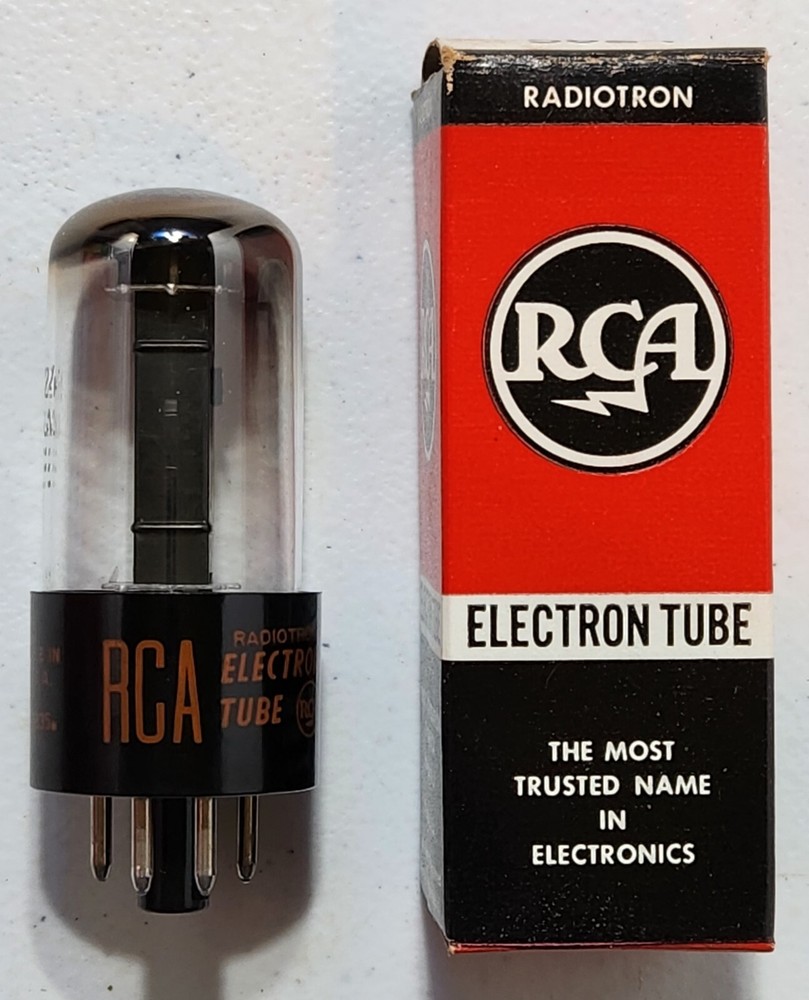 RCA
RADIOTRON
ELECTRON
TUBE
RADIOTRON
RCA
ELECTRON TUBE
THE MOST
TRUSTED NAME
IN
ELECTRONICS